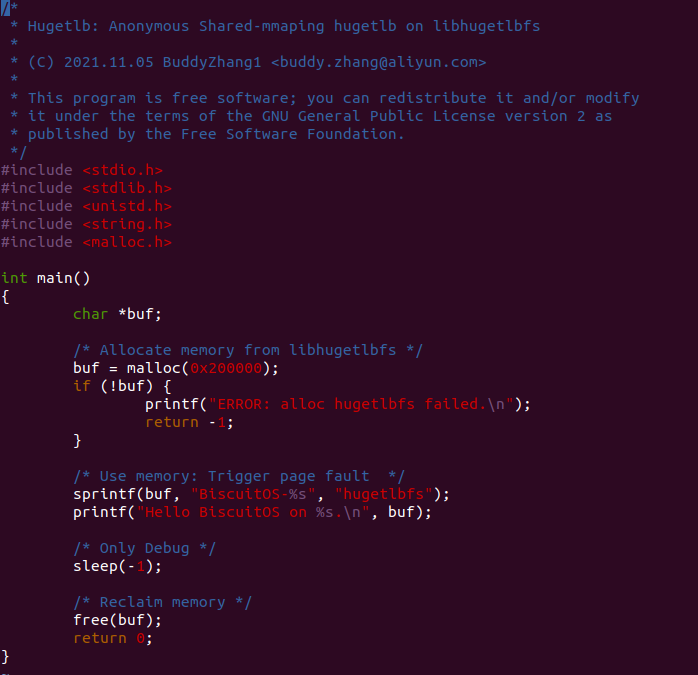 /*
 * Hugetlb: Anonymous Shared-mmaping hugetlb on libhugetlbfs
 *
 * (C) 2021.11.05 BuddyZhang1 <buddy.zhang@aliyun.com>
 *
 * This program is free software; you can redistribute it and/or modify
 * it under the terms of the GNU General Public License version 2 as
 * published by the Free Software Foundation.
 */
#include <stdio.h>
#include <stdlib.h>
#include <unistd.h>
#include <string.h>
#include <malloc.h>

int main()
{
        char *buf;

        /* Allocate memory from libhugetlbfs */
        buf = malloc(0x200000);
        if (!buf) {
                printf("ERROR: alloc hugetlbfs failed.\n");
                return -1;
        }

        /* Use memory: Trigger page fault  */
        sprintf(buf, "BiscuitOS-%s", "hugetlbfs");
        printf("Hello BiscuitOS on %s.\n", buf);

        /* Only Debug */
        sleep(-1);

        /* Reclaim memory */
        free(buf);
        return 0;
}
~